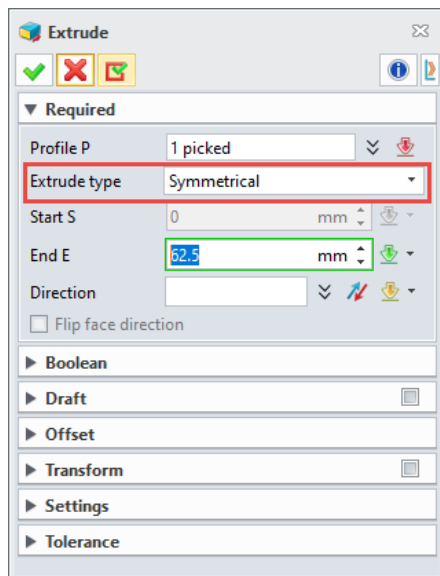 Extrude
Required
Profile P 1 picked
Extrude type Symmetrical
Start S 0 mm
End E 62.5 mm
Direction
Flip face direction
Boolean
Draft
Offset
Transform
Settings
Tolerance